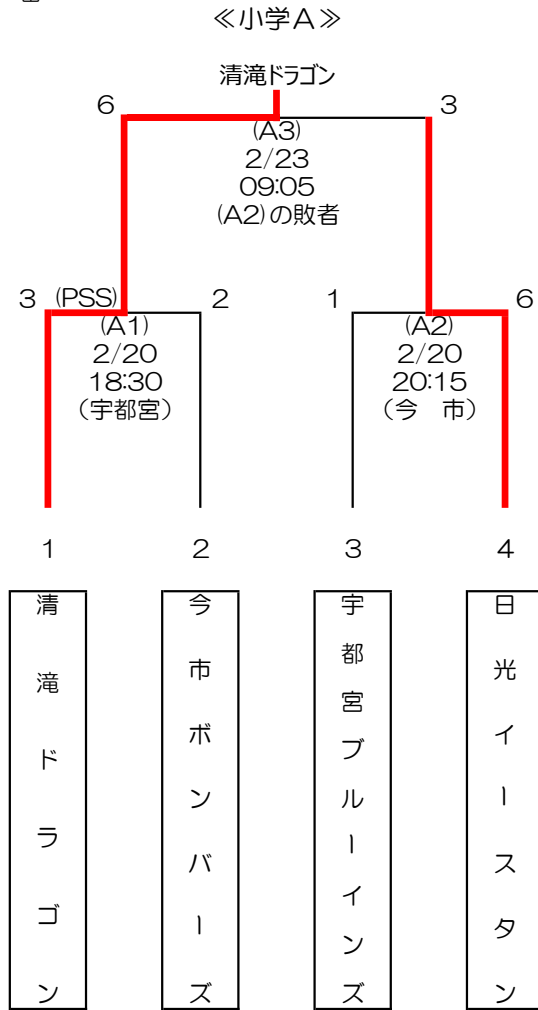 ≪小学A≫
清滝ドラゴン
6
3
(A3)
2/23
09:05
(A2)の敗者
3 (PSS)
2
1
6
(A1)
2/20
18:30
(宇都宮)
(A2)
2/20
20:15
(今　市)
1
2
3
4
清滝ドラゴン
今市ボンバーズ
宇都宮ブルーインズ
日光イースタン